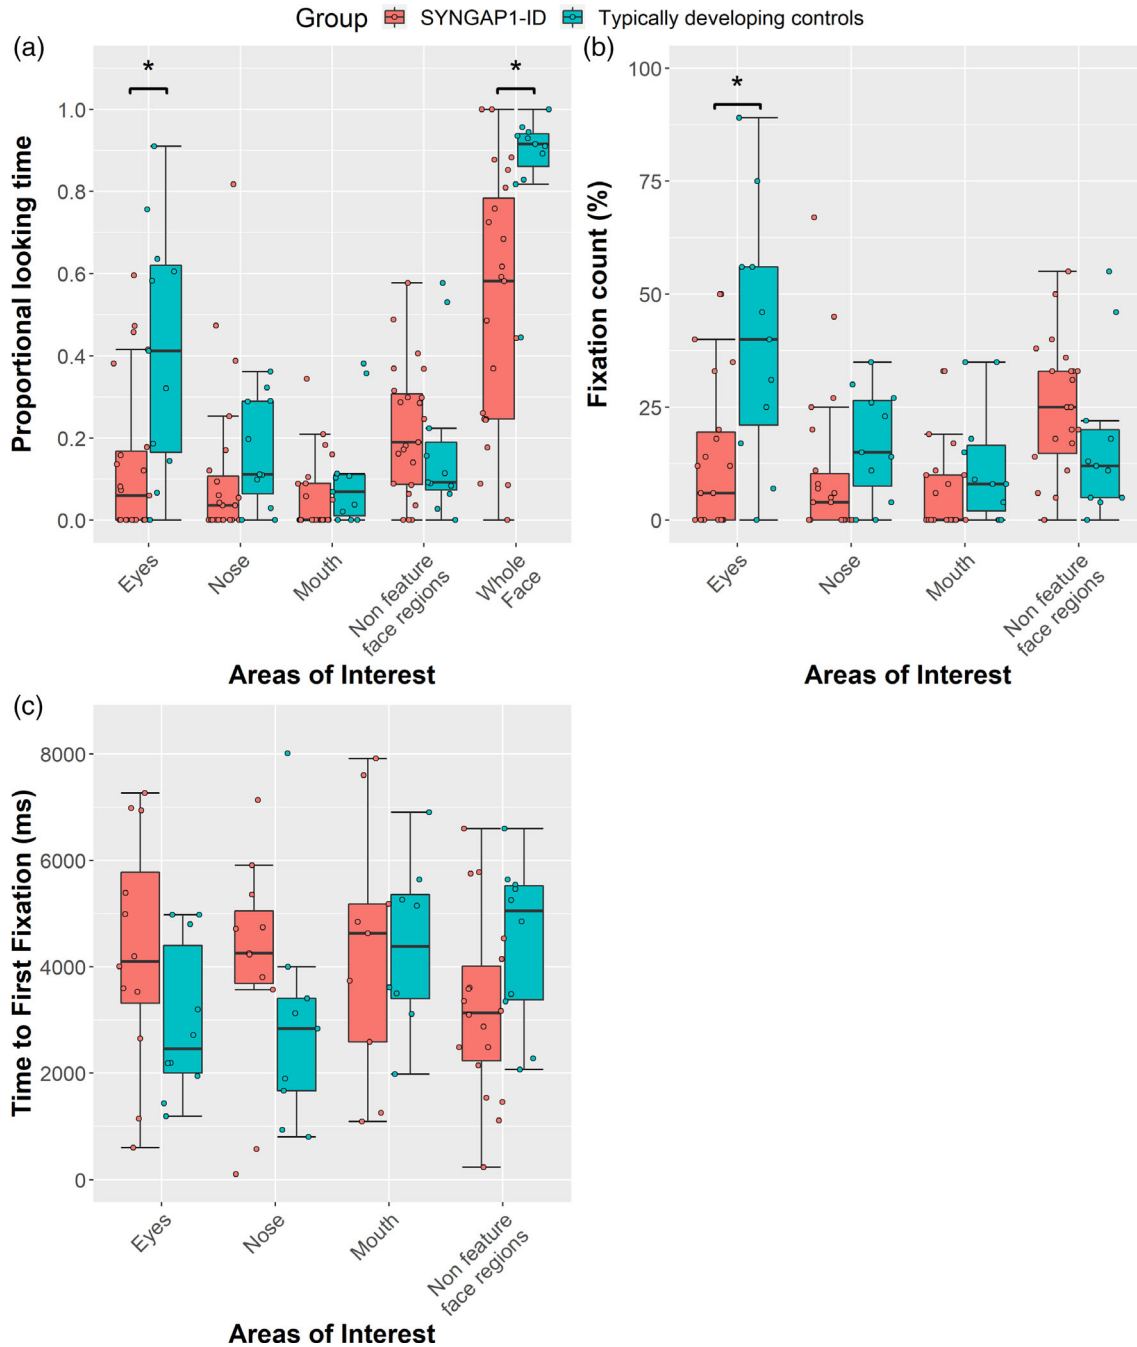 Group SYNGAP1-ID Typically developing controls
(a)
*
*
1.0
0.8
0.6
0.4
0.2
0.0
Proportional looking time
Eyes
Nose
Mouth
Non feature
face regions
Whole
Face
Areas of Interest
(b)
*
100
75
50
25
0
Fixation count (%)
Eyes
Nose
Mouth
Non feature
face regions
Areas of Interest
(c)
8000
6000
4000
2000
0
Time to First Fixation (ms)
Eyes
Nose
Mouth
Non feature
face regions
Areas of Interest